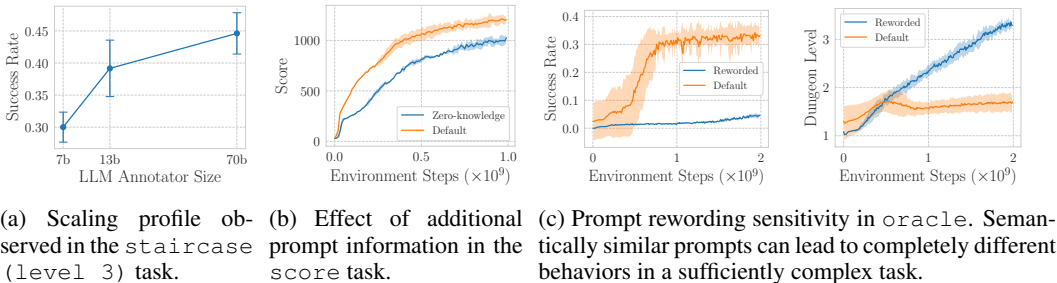 Success Rate
0.45
0.40
0.35
0.30
7b 13b 70b
LLM Annotator Size
Score
1000
500
0
0.0 0.5 1.0
Environment Steps (×10⁹)
Zero-knowledge
Default
Success Rate
0.4
0.3
0.2
0.1
0.0
0 1 2
Environment Steps (×10⁹)
Reworded
Default
Dungeon Level
3
2
1
0 1 2
Environment Steps (×10⁹)
Reworded
Default
(a) Scaling profile ob-
served in the staircase
(level 3) task.
(b) Effect of additional
prompt information in the
score task.
(c) Prompt rewording sensitivity in oracle. Seman-
tically similar prompts can lead to completely different
behaviors in a sufficiently complex task.